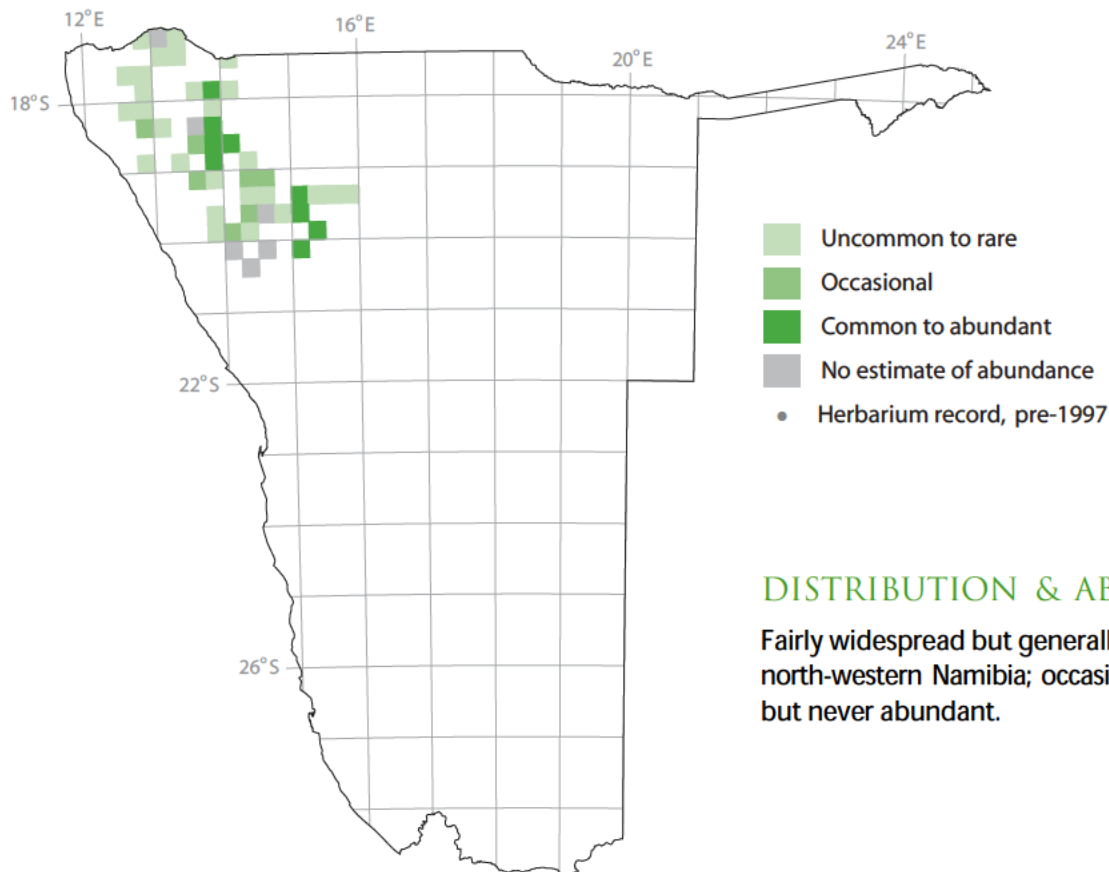 12°E
16°E
20°E
24°E
18°S
22°S
26°S
Uncommon to rare
Occasional
Common to abundant
No estimate of abundance
Herbarium record, pre-1997
DISTRIBUTION & AB
Fairly widespread but generall
north-western Namibia; occasi
but never abundant.